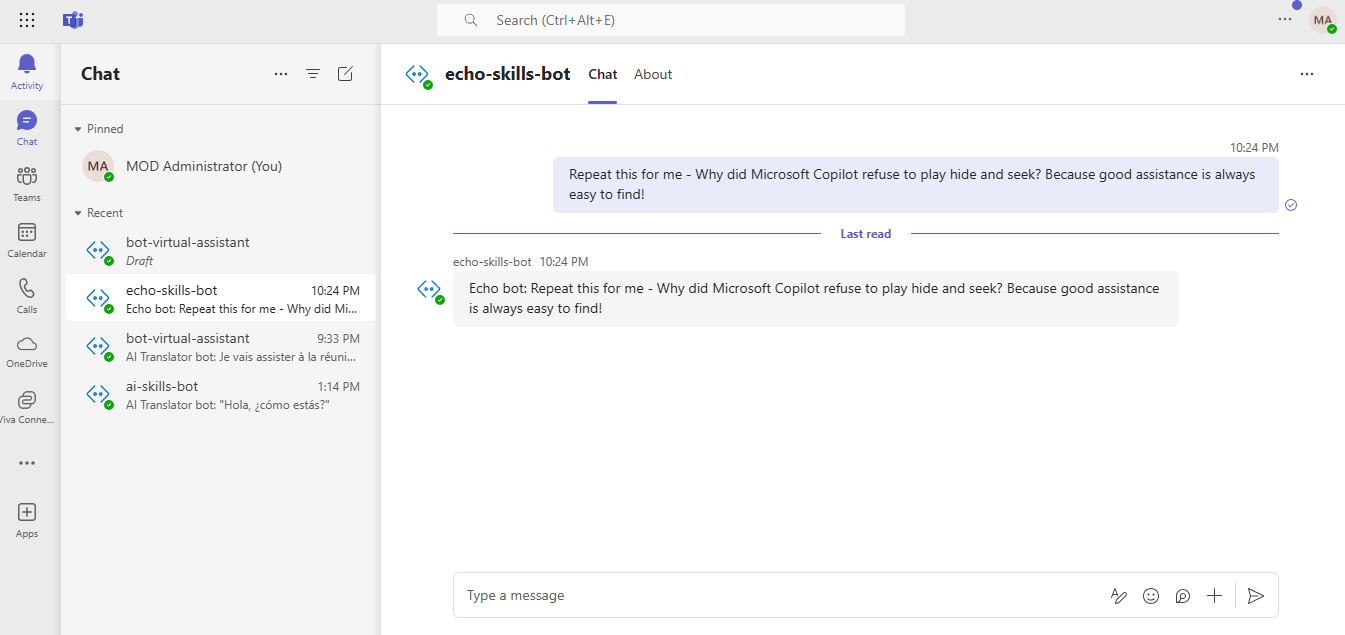 Search (Ctrl+Alt+E)
MA
Activity
Chat
Teams
Calendar
Calls
OneDrive
Viva Conne...
Apps
Chat
Pinned
MA
MOD Administrator (You)
Recent
bot-virtual-assistant
Draft
echo-skills-bot 10:24 PM
Echo bot: Repeat this for me - Why did Mi...
bot-virtual-assistant 9:33 PM
AI Translator bot: Je vais assister à la réuni...
ai-skills-bot 1:14 PM
AI Translator bot: "Hola, ¿cómo estás?"
echo-skills-bot Chat About
10:24 PM
Repeat this for me - Why did Microsoft Copilot refuse to play hide and seek? Because good assistance is always
easy to find!
Last read
echo-skills-bot 10:24 PM
Echo bot: Repeat this for me - Why did Microsoft Copilot refuse to play hide and seek? Because good assistance
is always easy to find!
Type a message